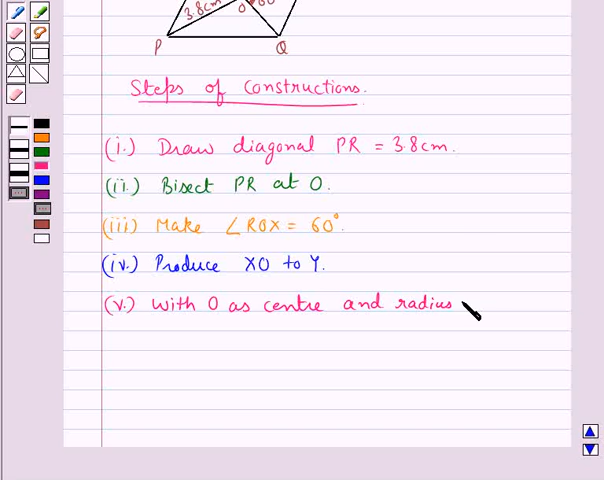 3.8cm
O 60
P Q
Steps of Constructions.
(i.) Draw diagonal PR = 3.8cm.
(ii.) Bisect PR at O.
(iii) Make ∠ROX = 60°.
(iv.) Produce XO to Y.
(v.) With O as centre and radius